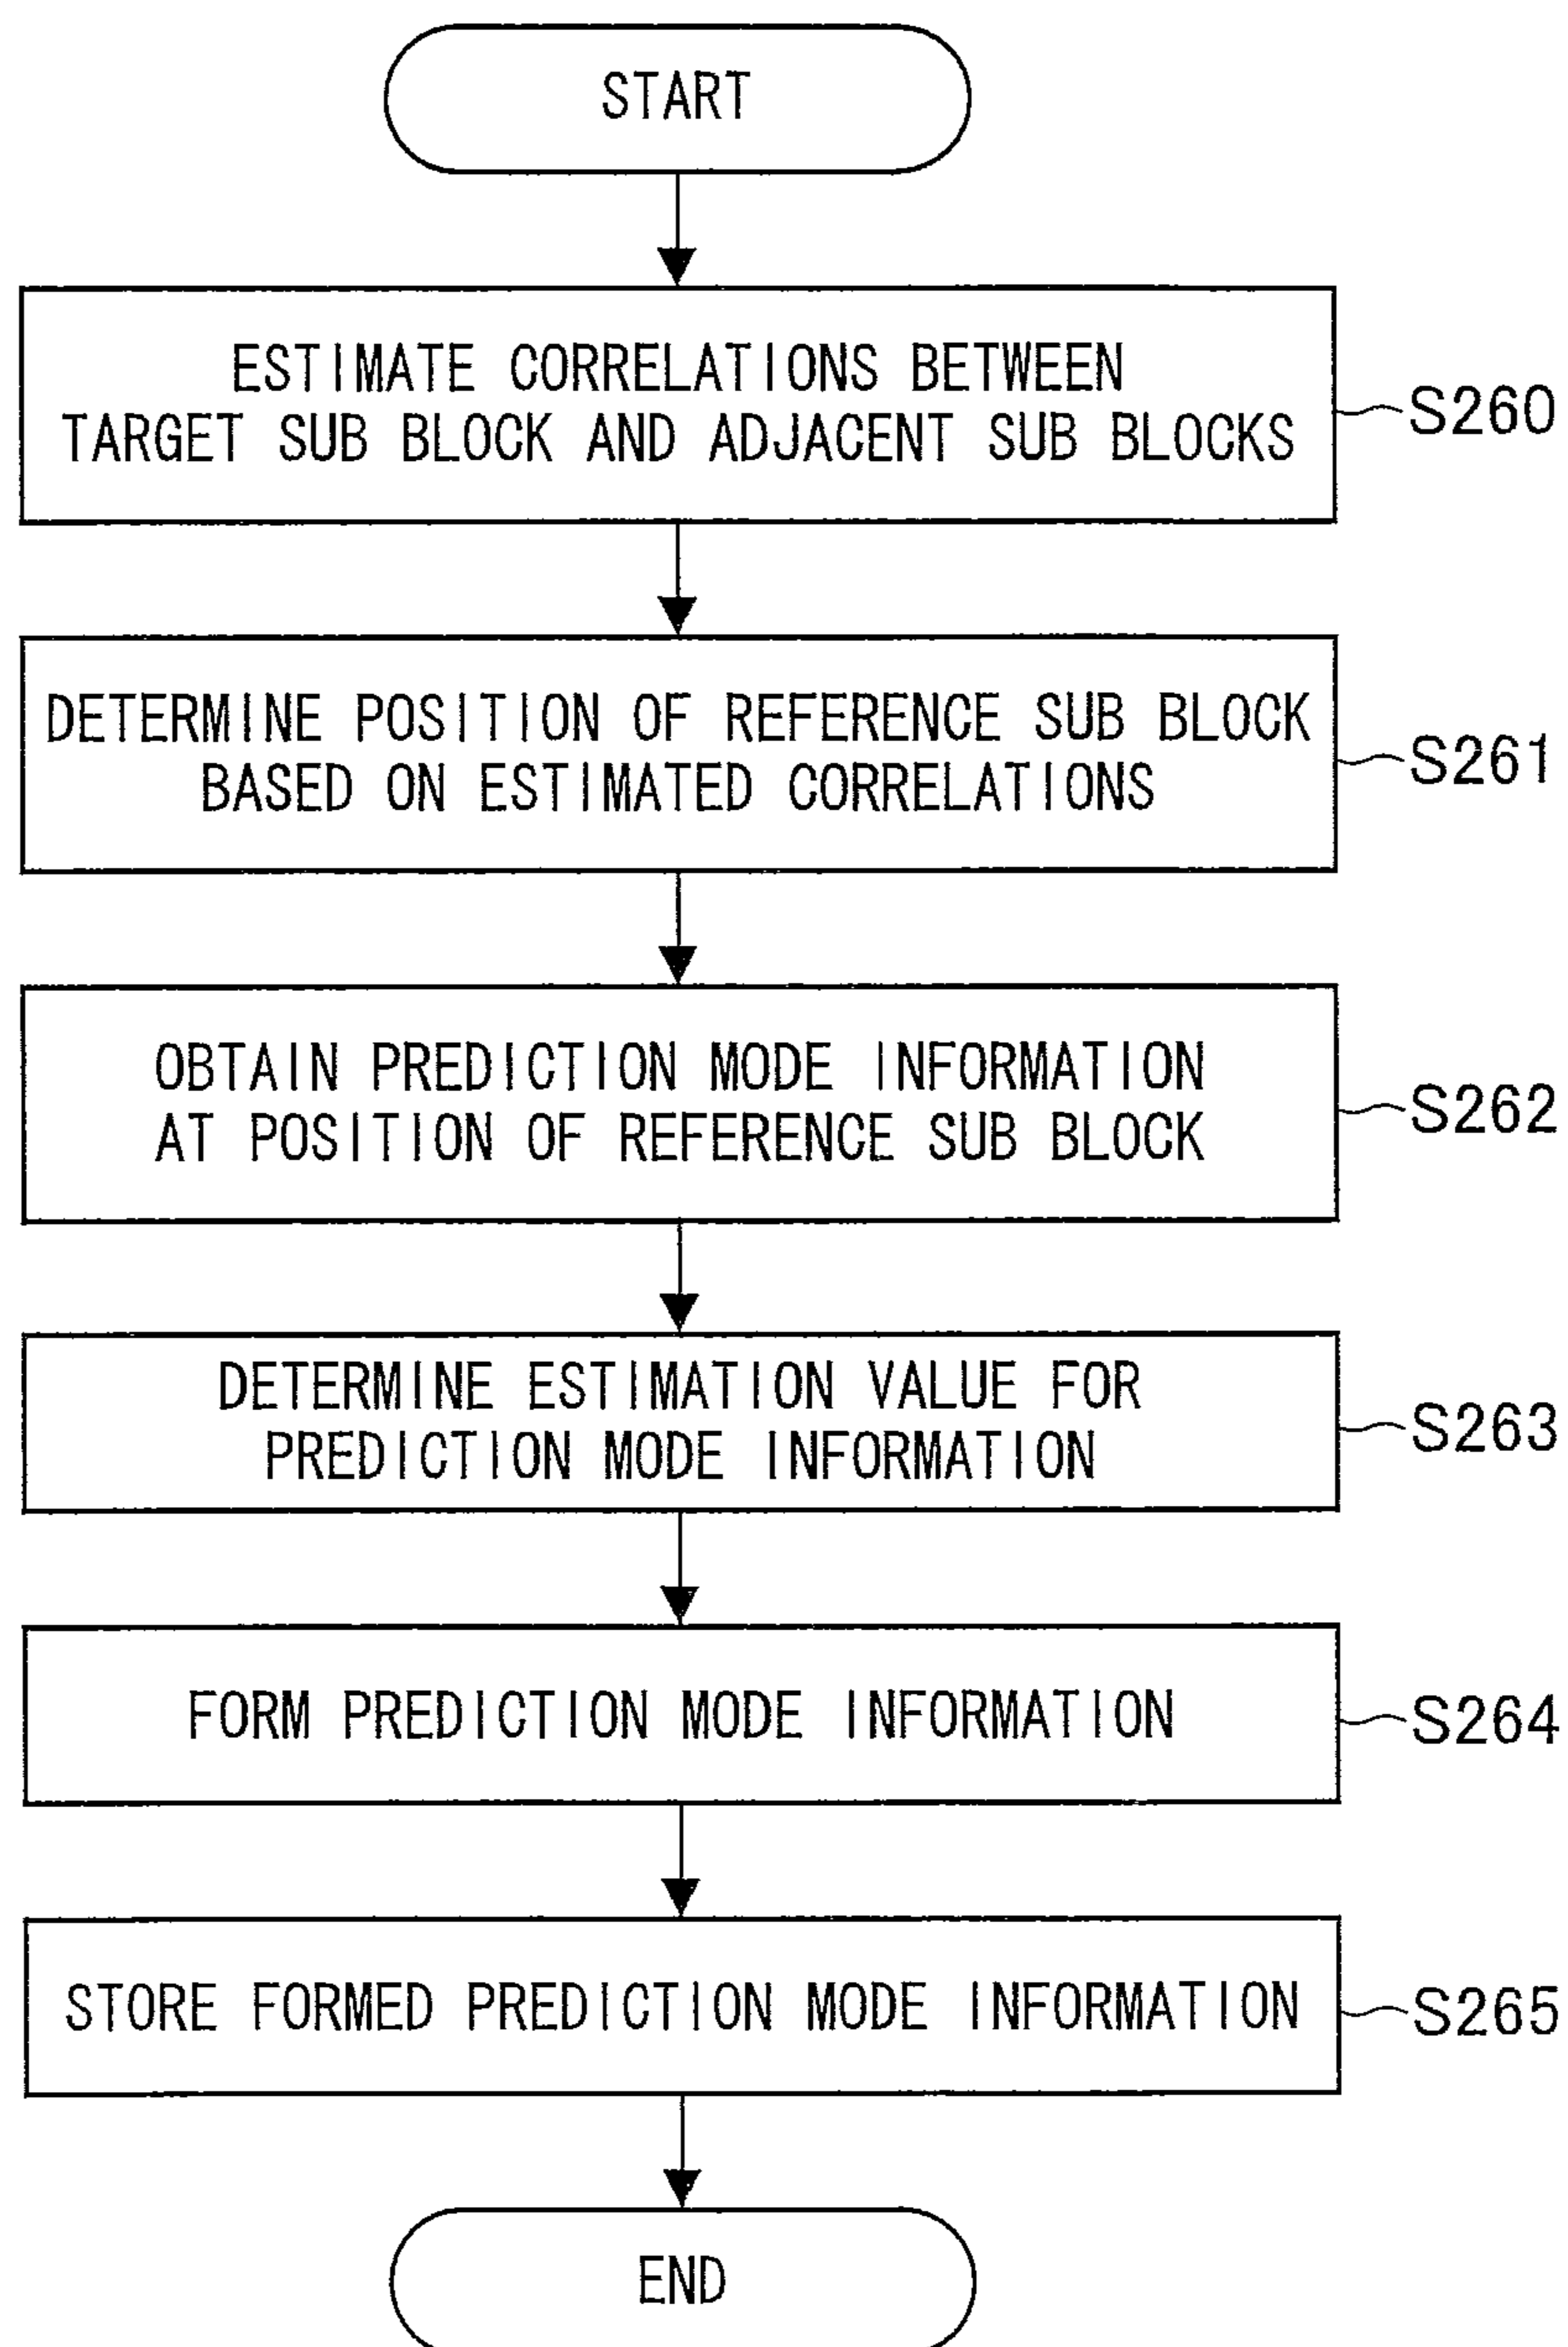 START
ESTIMATE CORRELATIONS BETWEEN
TARGET SUB BLOCK AND ADJACENT SUB BLOCKS
S260
DETERMINE POSITION OF REFERENCE SUB BLOCK
BASED ON ESTIMATED CORRELATIONS
S261
OBTAIN PREDICTION MODE INFORMATION
AT POSITION OF REFERENCE SUB BLOCK
S262
DETERMINE ESTIMATION VALUE FOR
PREDICTION MODE INFORMATION
S263
FORM PREDICTION MODE INFORMATION
S264
STORE FORMED PREDICTION MODE INFORMATION
S265
END